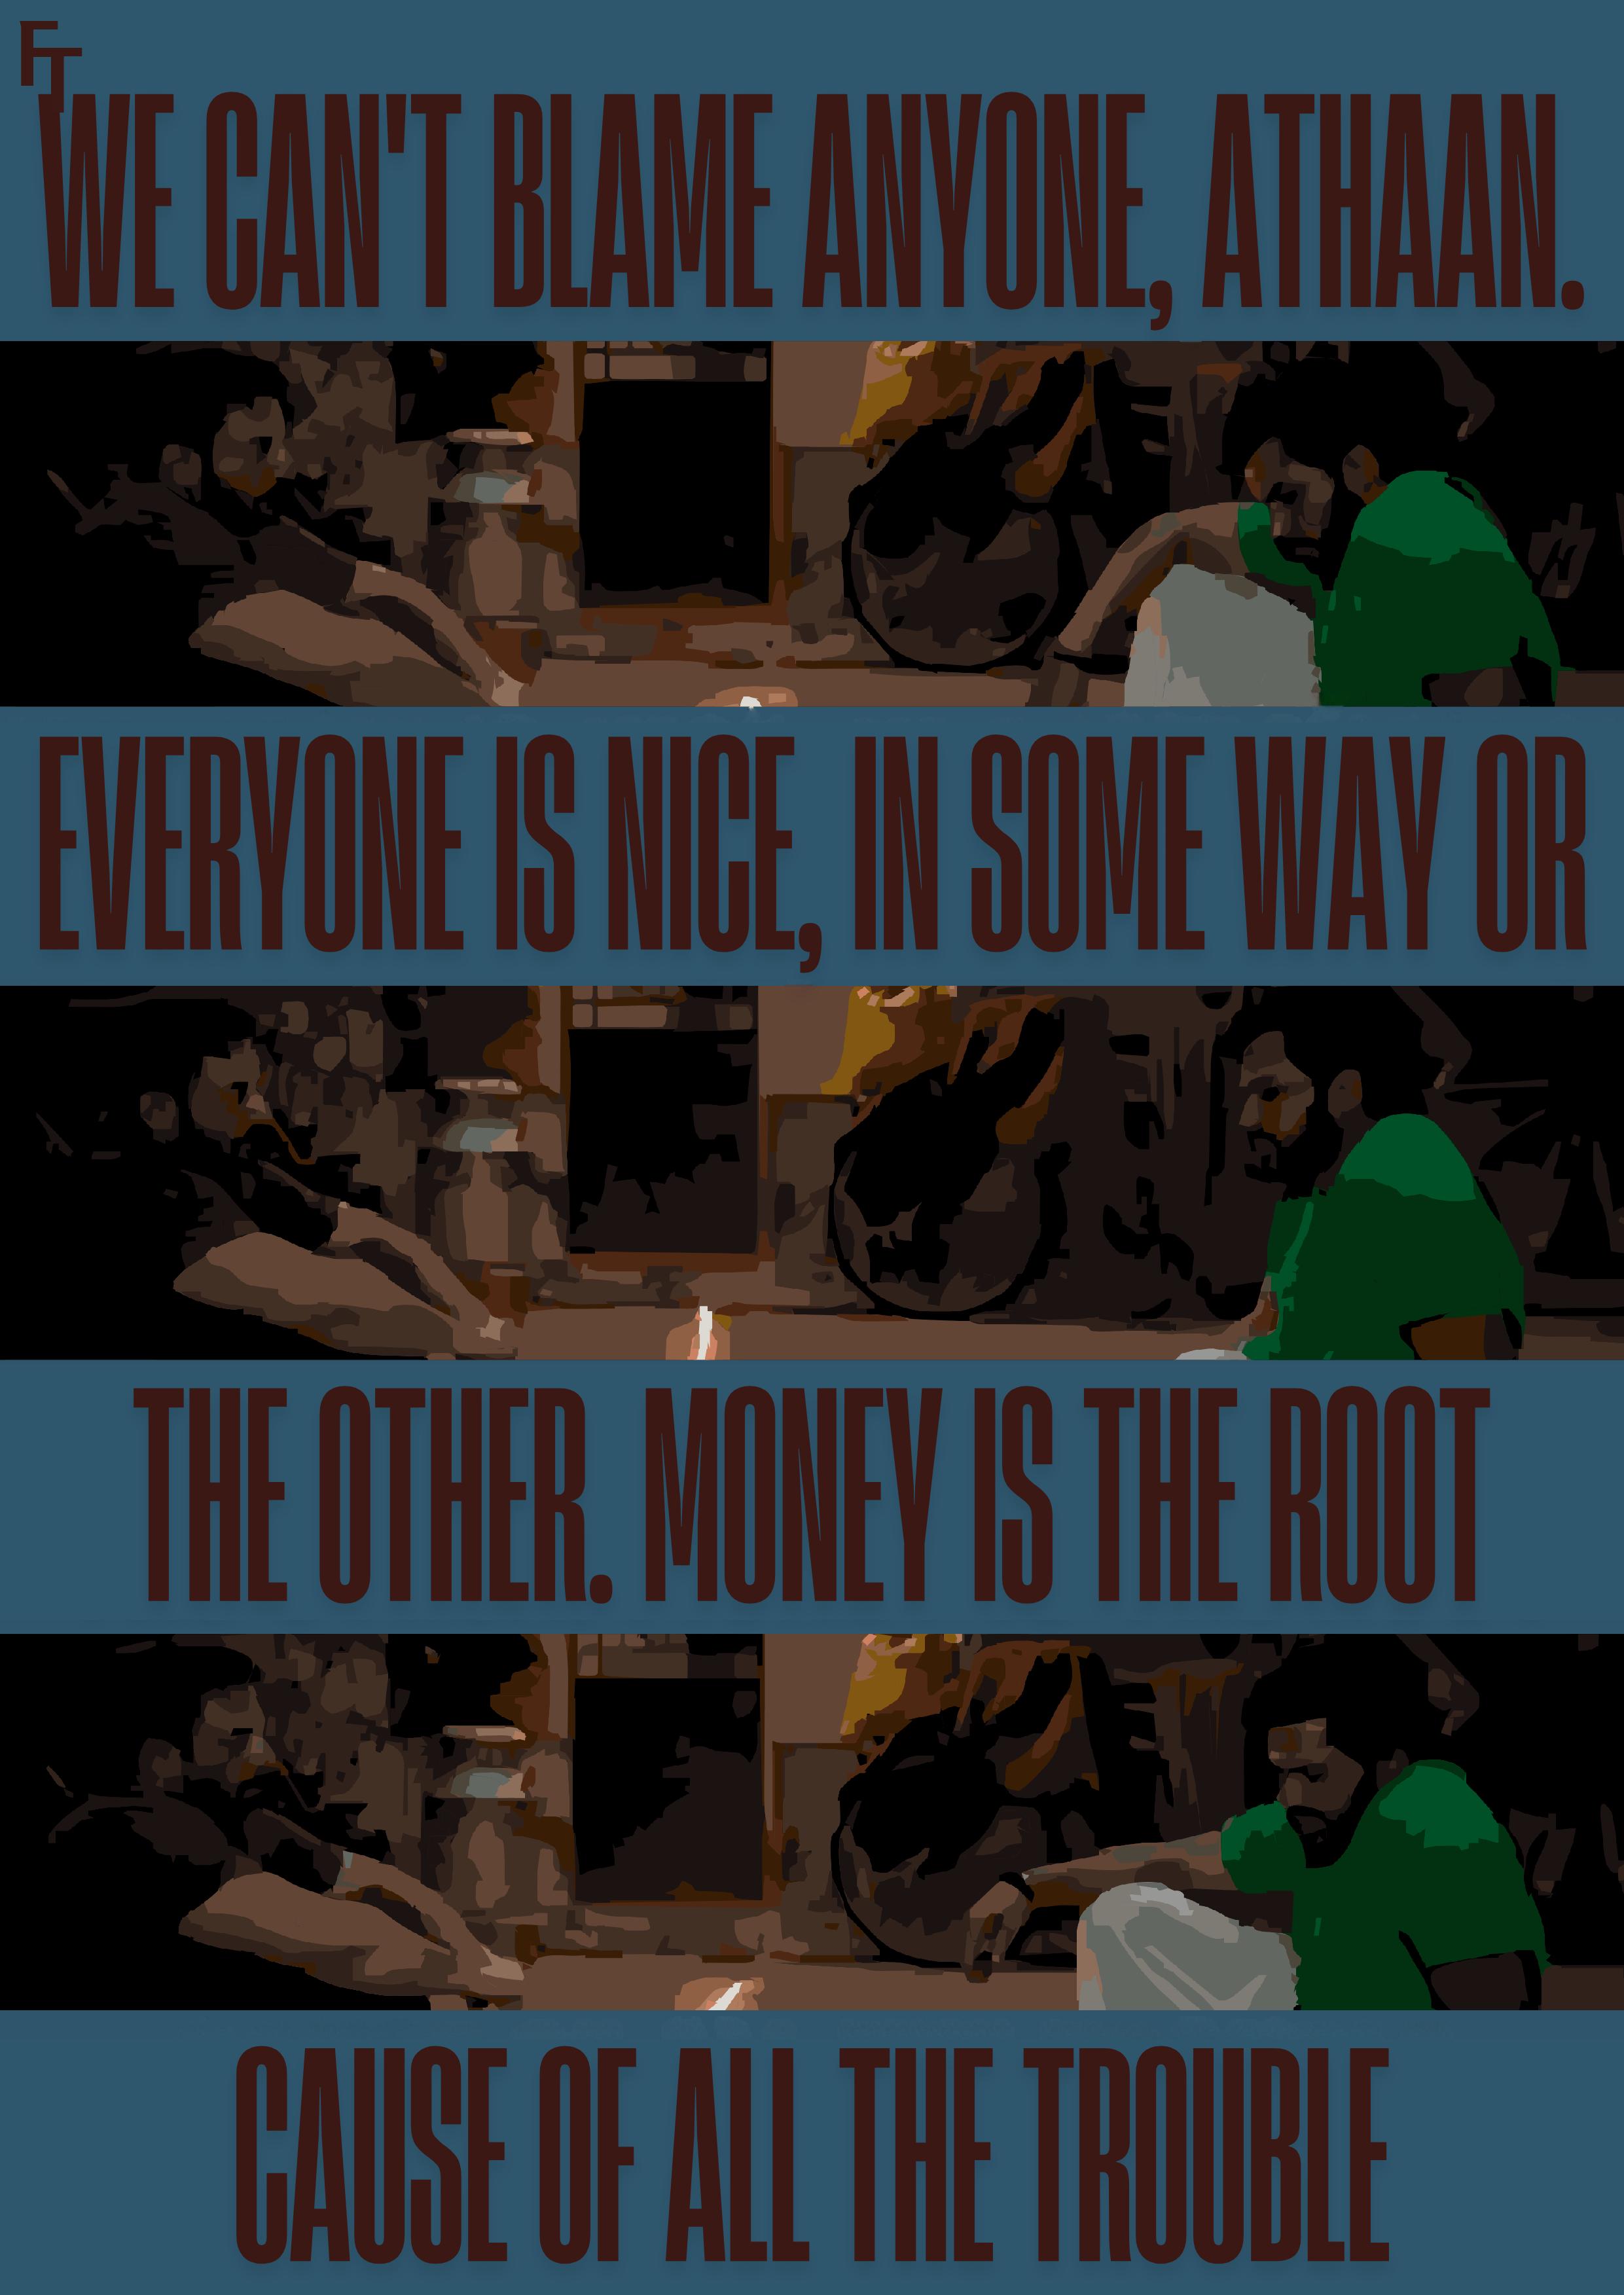 FT
WE CAN'T BLAME ANYONE, ATHAAN.
EVERYONE IS NICE, IN SOME WAY OR
THE OTHER. MONEY IS THE ROOT
CAUSE OF ALL THE TROUBLE